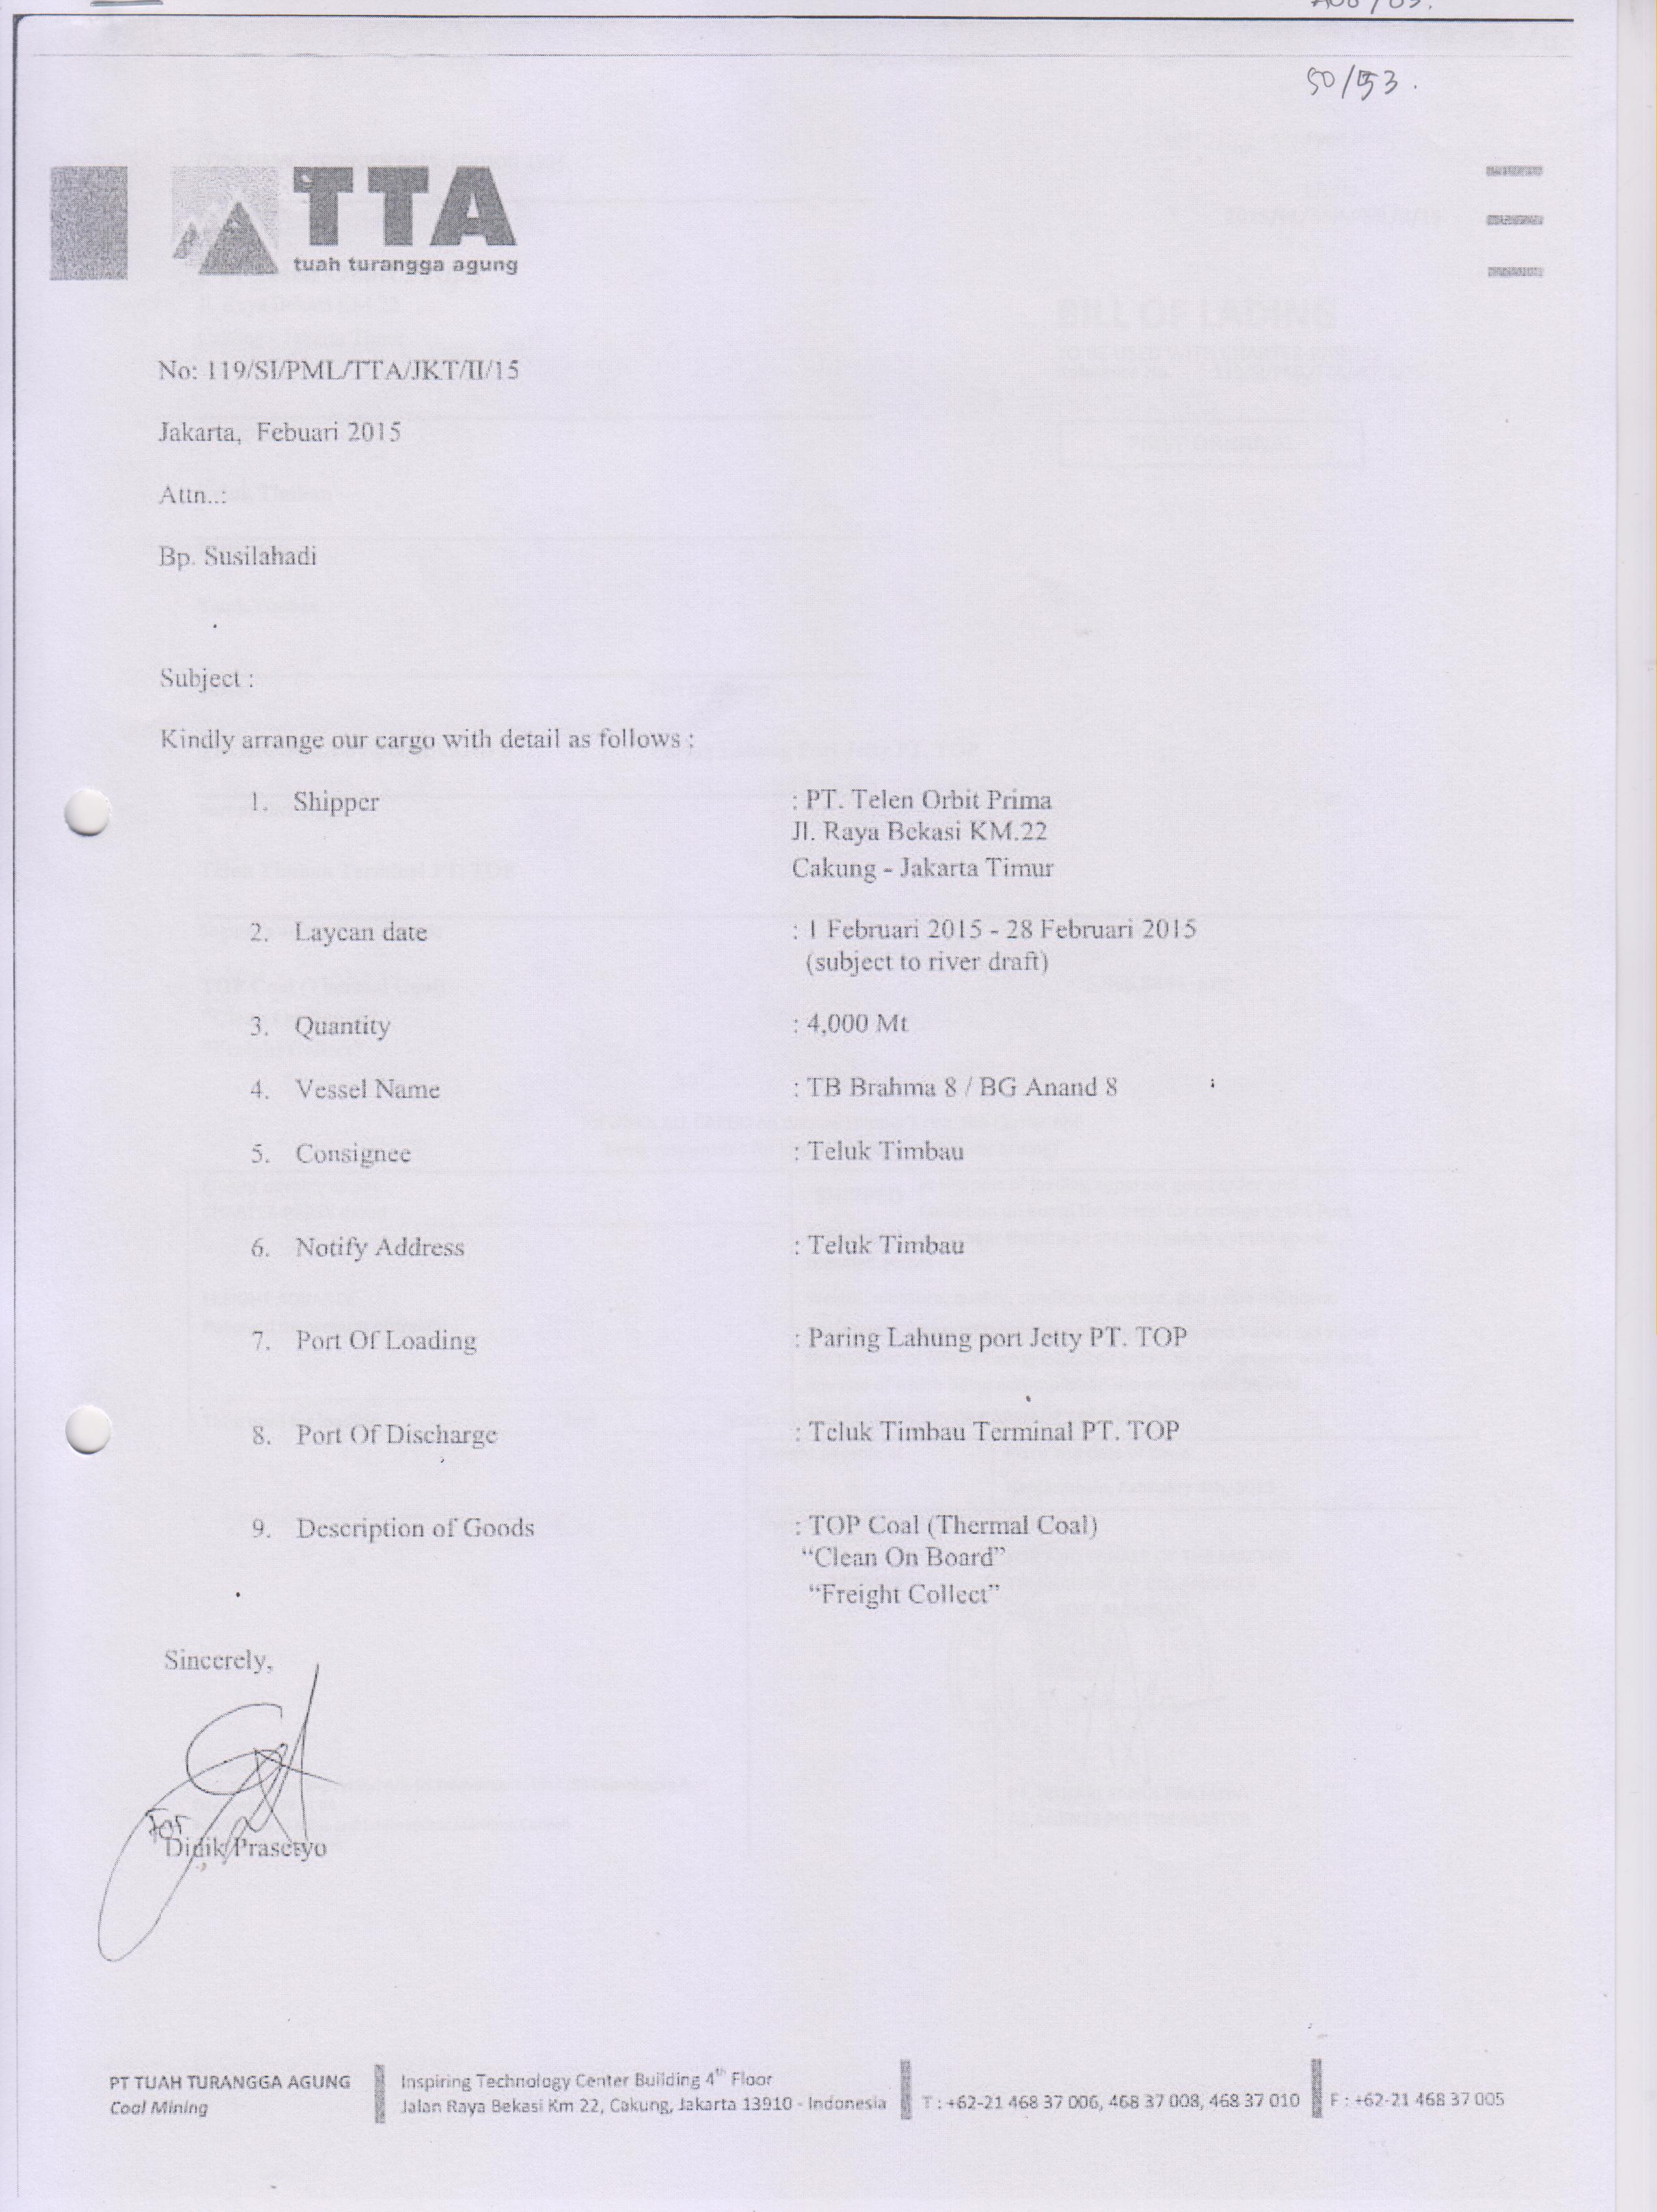 50/53.
TTA
tuah turangga agung
No: 119/SI/PML/TTA/JKT/II/15
Jakarta, Febuari 2015
Attn..:
Bp. Susilahadi
Subject :
Kindly arrange our cargo with detail as follows :
1. Shipper : PT. Telen Orbit Prima
Jl. Raya Bekasi KM.22
Cakung - Jakarta Timur
2. Laycan date : 1 Februari 2015 - 28 Februari 2015
(subject to river draft)
3. Quantity : 4,000 Mt
4. Vessel Name : TB Brahma 8 / BG Anand 8
5. Consignee : Teluk Timbau
6. Notify Address : Teluk Timbau
7. Port Of Loading : Paring Lahung port Jetty PT. TOP
8. Port Of Discharge : Teluk Timbau Terminal PT. TOP
9. Description of Goods : TOP Coal (Thermal Coal)
“Clean On Board”
“Freight Collect”
Sincerely,
For
Didik Prasetyo
PT TUAH TURANGGA AGUNG
Coal Mining
Inspiring Technology Center Building 4th Floor
Jalan Raya Bekasi Km 22, Cakung, Jakarta 13910 - Indonesia
T : +62-21 468 37 006, 468 37 008, 468 37 010
F : +62-21 468 37 005